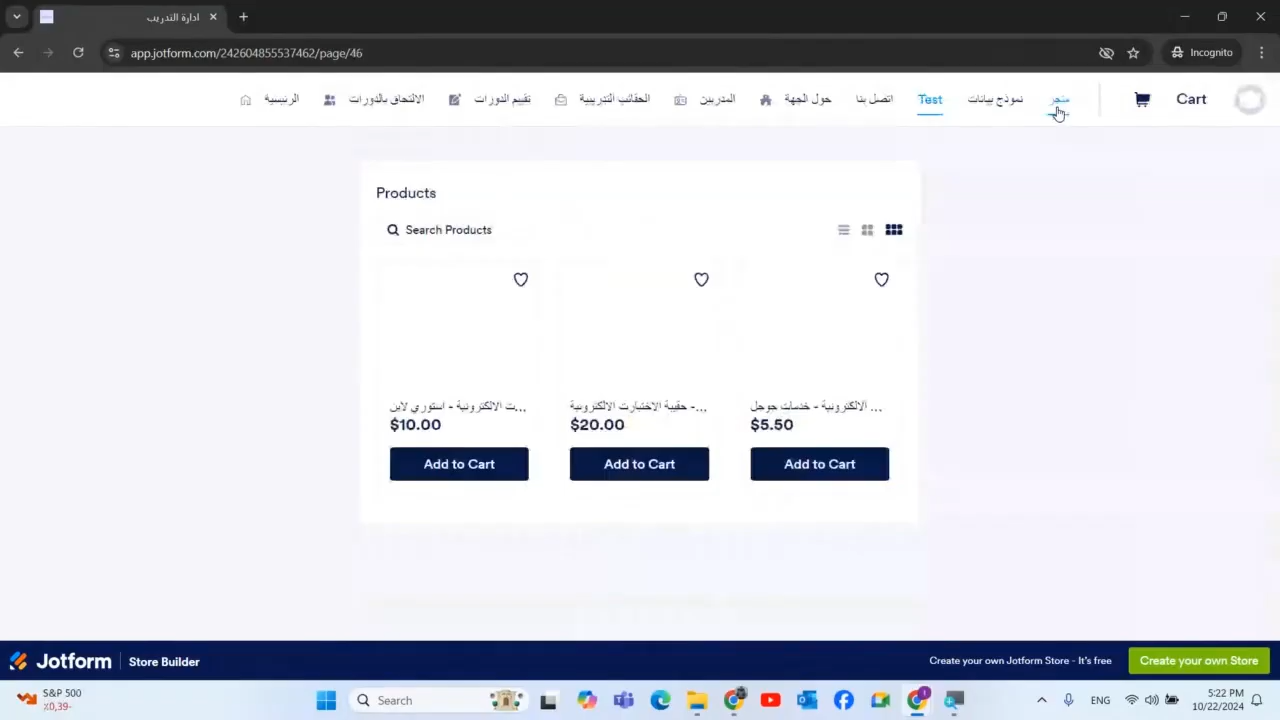 ادارة التدريب
app.jotform.com/242604855537462/page/46
Incognito
الرئيسية
الالتحاق بالدورات
تقييم الدورات
الحقائب التدريبية
المدربين
حول الجهة
اتصل بنا
Test
نموذج بيانات
متجر
Cart
Products
Search Products
...ت الالكترونية - استوري لاين
...- حقيبة الاختبارت الالكترونية
... الالكترونية - خدمات جوجل
$10.00
$20.00
$5.50
Add to Cart
Add to Cart
Add to Cart
Jotform
Store Builder
Create your own Jotform Store - It's free
Create your own Store
S&P 500
٪0,39-
Search
ENG
5:22 PM
10/22/2024